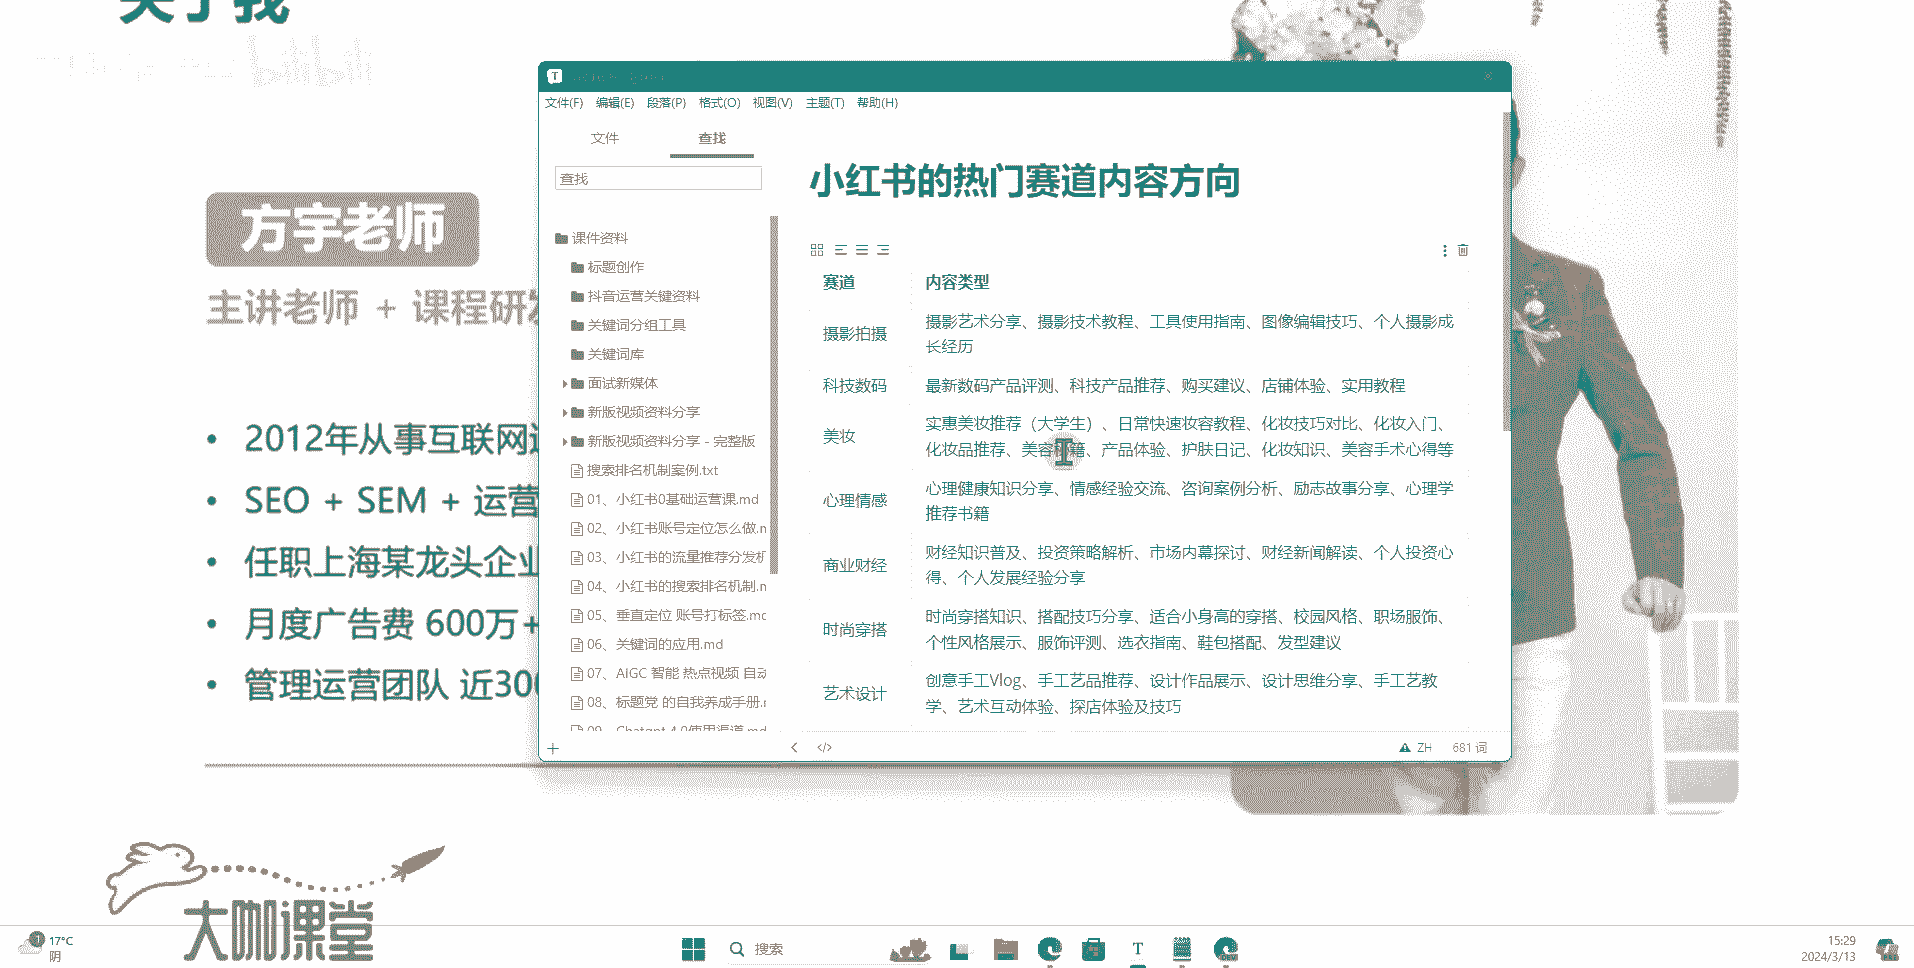 关于我
bilibili
方宇老师
主讲老师 + 课程研发
2012年从事互联网
SEO + SEM + 运营
任职上海某龙头企业
月度广告费 600万+
管理运营团队 近300
文件(F) 编辑(E) 段落(P) 格式(O) 视图(V) 主题(T) 帮助(H)
文件 查找
查找
课件资料
标题创作
抖音运营关键资料
关键词分组工具
关键词库
面试新媒体
新版视频资料分享
新版视频资料分享 - 完整版
搜索排名机制案例.txt
01、小红书0基础运营课.md
02、小红书账号定位怎么做.m
03、小红书的流量推荐分发机
04、小红书的搜索排名机制.m
05、垂直定位 账号打标签.mc
06、关键词的应用.md
07、AIGC 智能 热点视频 自动
08、标题党 的自我养成手册.r
09、Chatgpt 4.0使用渠道.md
小红书的热门赛道内容方向
赛道 内容类型
摄影拍摄 摄影艺术分享、摄影技术教程、工具使用指南、图像编辑技巧、个人摄影成
长经历
科技数码 最新数码产品评测、科技产品推荐、购买建议、店铺体验、实用教程
美妆 实惠美妆推荐（大学生）、日常快速妆容教程、化妆技巧对比、化妆入门、
化妆品推荐、美容秘籍、产品体验、护肤日记、化妆知识、美容手术心得等
心理情感 心理健康知识分享、情感经验交流、咨询案例分析、励志故事分享、心理学
推荐书籍
商业财经 财经知识普及、投资策略解析、市场内幕探讨、财经新闻解读、个人投资心
得、个人发展经验分享
时尚穿搭 时尚穿搭知识、搭配技巧分享、适合小身高的穿搭、校园风格、职场服饰、
个性风格展示、服饰评测、选衣指南、鞋包搭配、发型建议
艺术设计 创意手工Vlog、手工艺品推荐、设计作品展示、设计思维分享、手工艺教
学、艺术互动体验、探店体验及技巧
ZH 681 词
大咖课堂
17°C
阴
搜索
15:29
2024/3/13